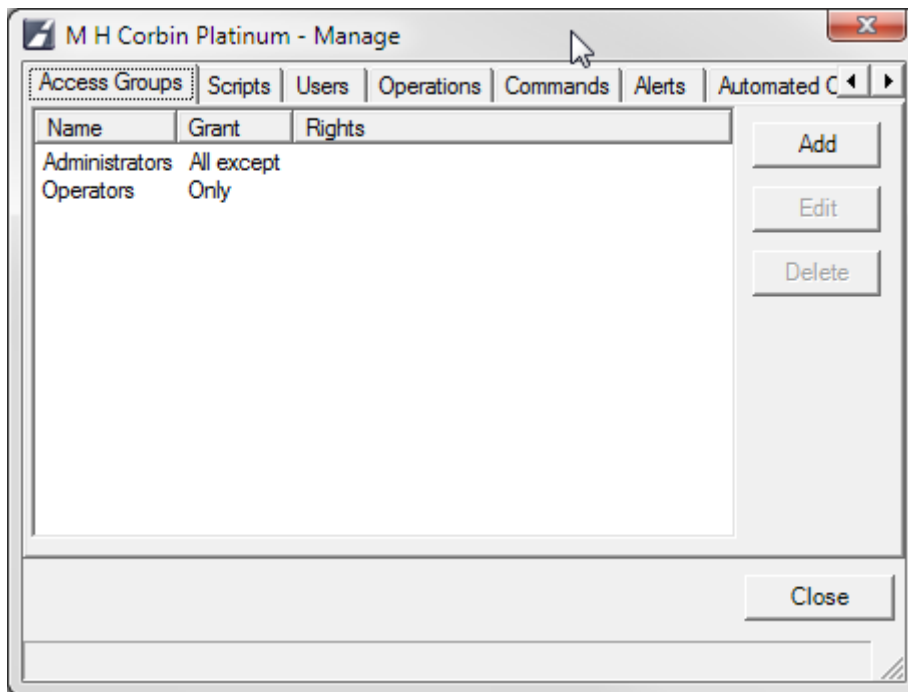 M H Corbin Platinum - Manage
Access Groups Scripts Users Operations Commands Alerts Automated
Name Grant Rights
Administrators All except
Operators Only
Add
Edit
Delete
Close